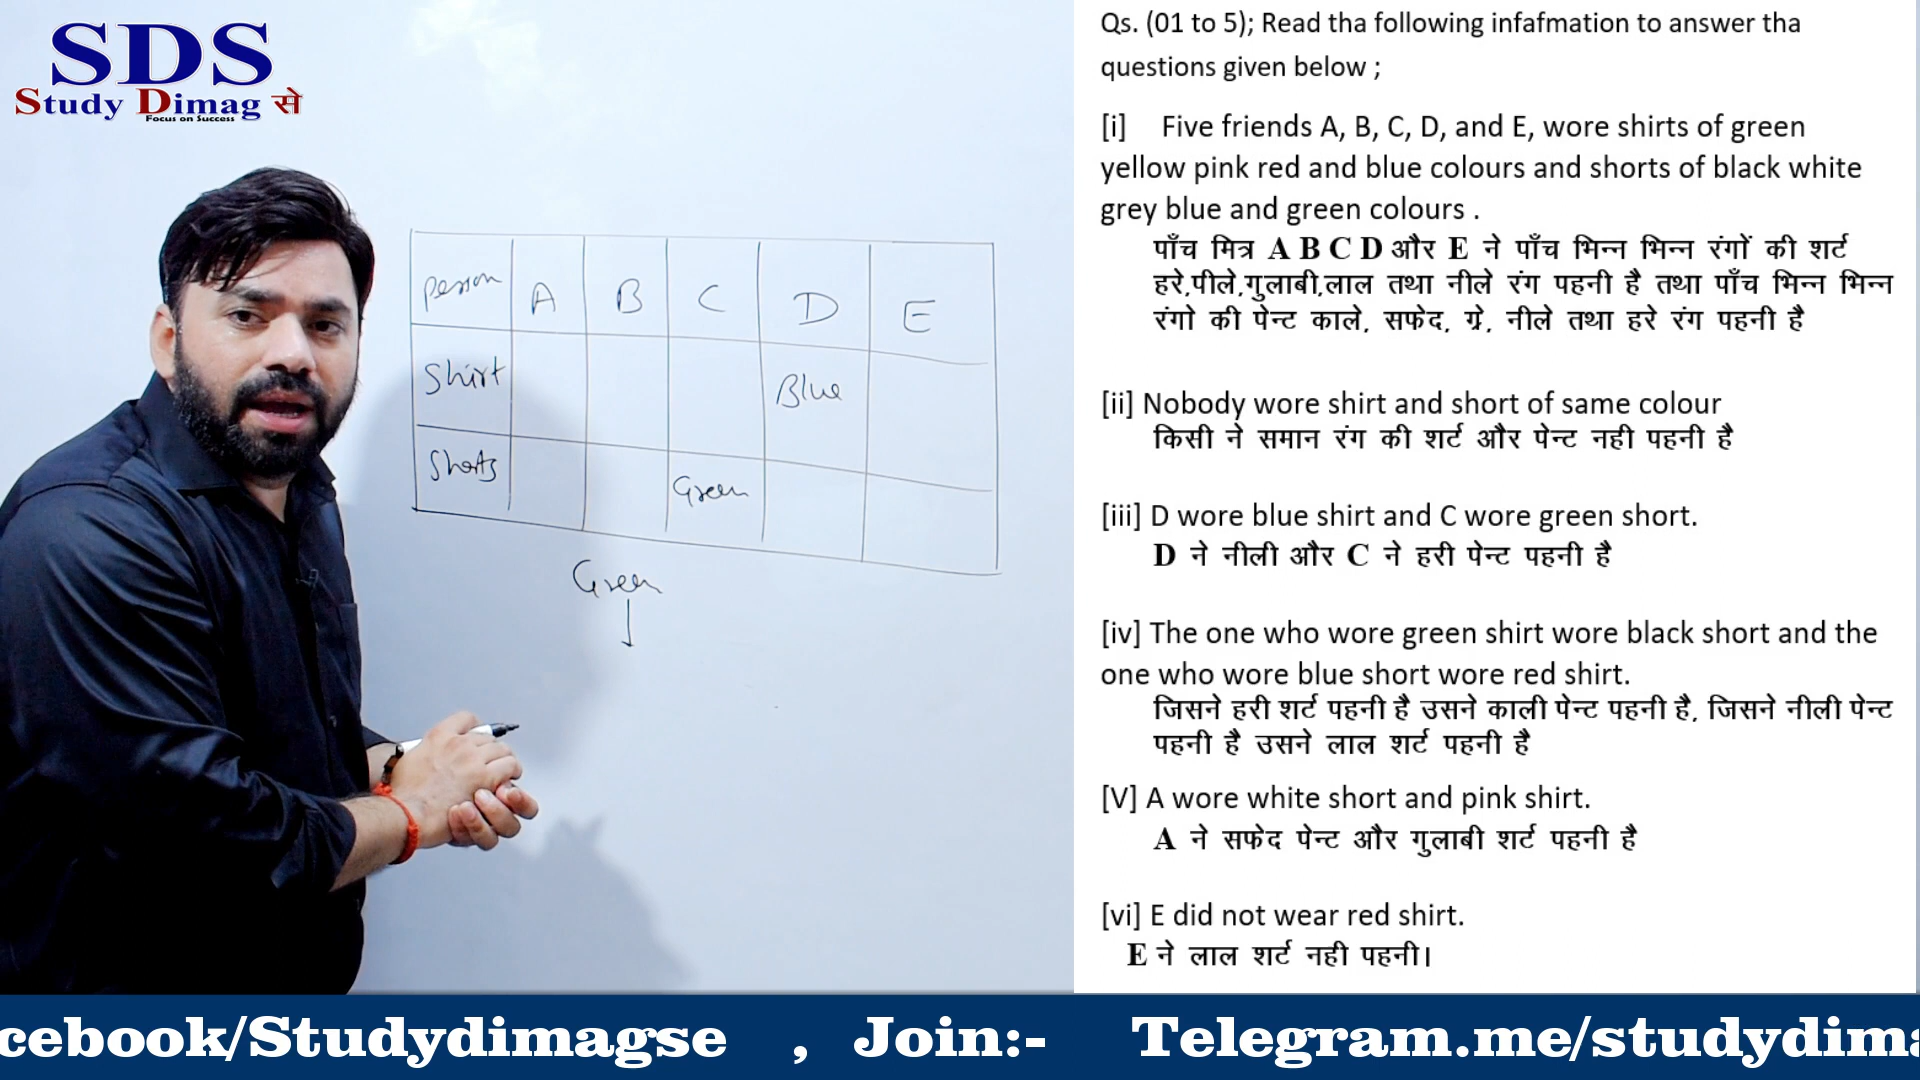 SDS
Study Dimag से
Focus on Success
Person A B C D E
Shirt Blue
Shorts Green
Green
Qs. (01 to 5); Read tha following infafmation to answer tha
questions given below ;
[i] Five friends A, B, C, D, and E, wore shirts of green
yellow pink red and blue colours and shorts of black white
grey blue and green colours .
पाँच मित्र A B C D और E ने पाँच भिन्न भिन्न रंगों की शर्ट
हरे,पीले,गुलाबी,लाल तथा नीले रंग पहनी है तथा पाँच भिन्न भिन्न
रंगो की पेन्ट काले, सफेद, ग्रे, नीले तथा हरे रंग पहनी है
[ii] Nobody wore shirt and short of same colour
किसी ने समान रंग की शर्ट और पेन्ट नही पहनी है
[iii] D wore blue shirt and C wore green short.
D ने नीली और C ने हरी पेन्ट पहनी है
[iv] The one who wore green shirt wore black short and the
one who wore blue short wore red shirt.
जिसने हरी शर्ट पहनी है उसने काली पेन्ट पहनी है, जिसने नीली पेन्ट
पहनी है उसने लाल शर्ट पहनी है
[V] A wore white short and pink shirt.
A ने सफेद पेन्ट और गुलाबी शर्ट पहनी है
[vi] E did not wear red shirt.
E ने लाल शर्ट नही पहनी।
cebook/Studydimagse , Join:- Telegram.me/studydima